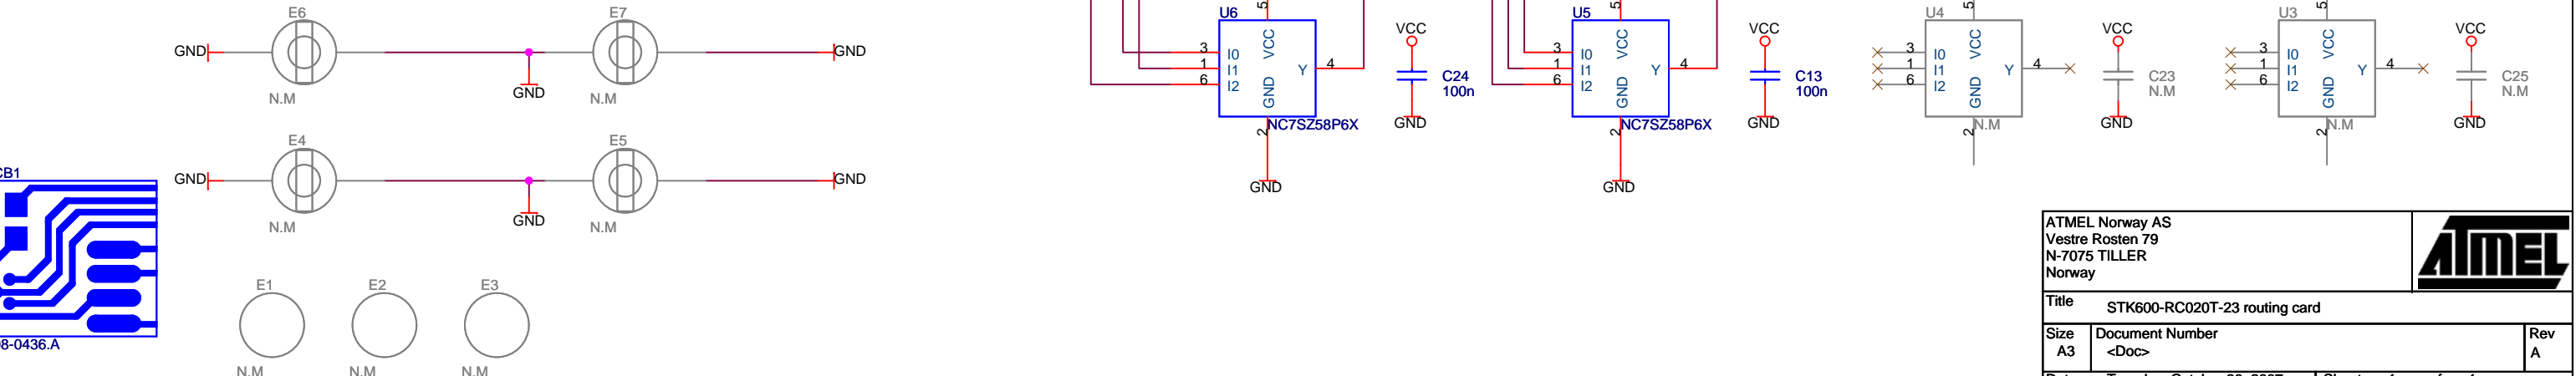 E6
E7
GND
GND
GND
N.M
N.M
E4
E5
GND
GND
GND
N.M
N.M
CB1
8-0436.A
E1
E2
E3
N.M
N.M
N.M
U6
5
3 I0 VCC
1 I1 Y 4
6 I2 GND
NC7SZ58P6X
2
GND
VCC
C24
100n
GND
U5
5
3 I0 VCC
1 I1 Y 4
6 I2 GND
NC7SZ58P6X
2
GND
VCC
C13
100n
GND
U4
5
3 I0 VCC
1 I1 Y 4
6 I2 GND
N.M
2
VCC
C23
N.M
GND
U3
5
3 I0 VCC
1 I1 Y 4
6 I2 GND
N.M
2
VCC
C25
N.M
GND
ATMEL Norway AS
Vestre Rosten 79
N-7075 TILLER
Norway
ATMEL
Title
STK600-RC020T-23 routing card
Size Document Number Rev
A3 <Doc> A